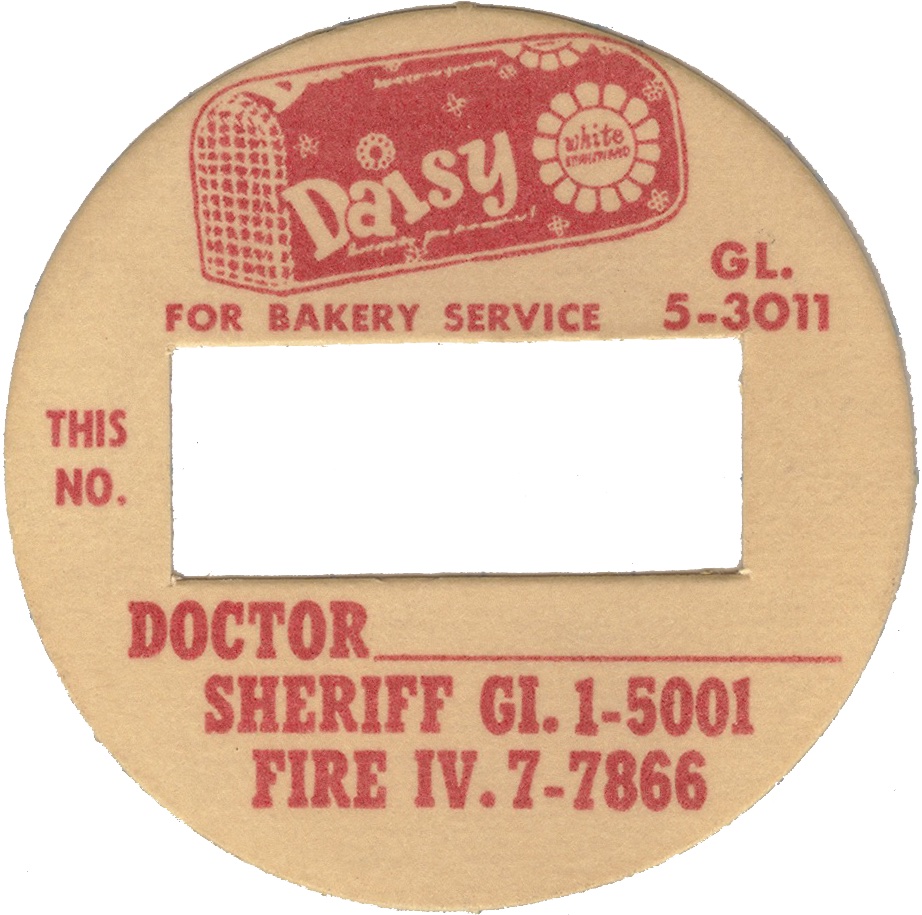 Daisy
white
GL.
FOR BAKERY SERVICE 5-3011
THIS
NO.
DOCTOR
SHERIFF GI. 1-5001
FIRE IV. 7-7866